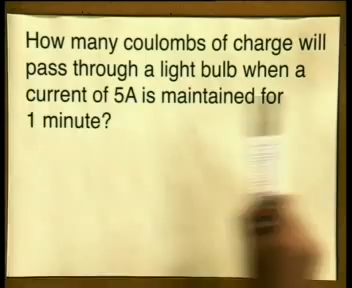 How many coulombs of charge will
pass through a light bulb when a
current of 5A is maintained for
1 minute?